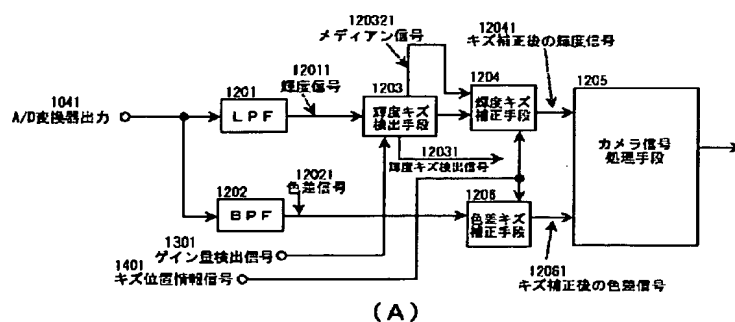 120321
メディアン信号
12041
キズ補正後の輝度信号
1041
A/D変換器出力
1201
LPF
12011
輝度信号
1203
輝度キズ
検出手段
1204
輝度キズ
補正手段
1205
カメラ信号
処理手段
12031
輝度キズ検出信号
1202
BPF
12021
色差信号
1206
色差キズ
補正手段
1301
ゲイン量検出信号
1401
キズ位置情報信号
12061
キズ補正後の色差信号
(A)